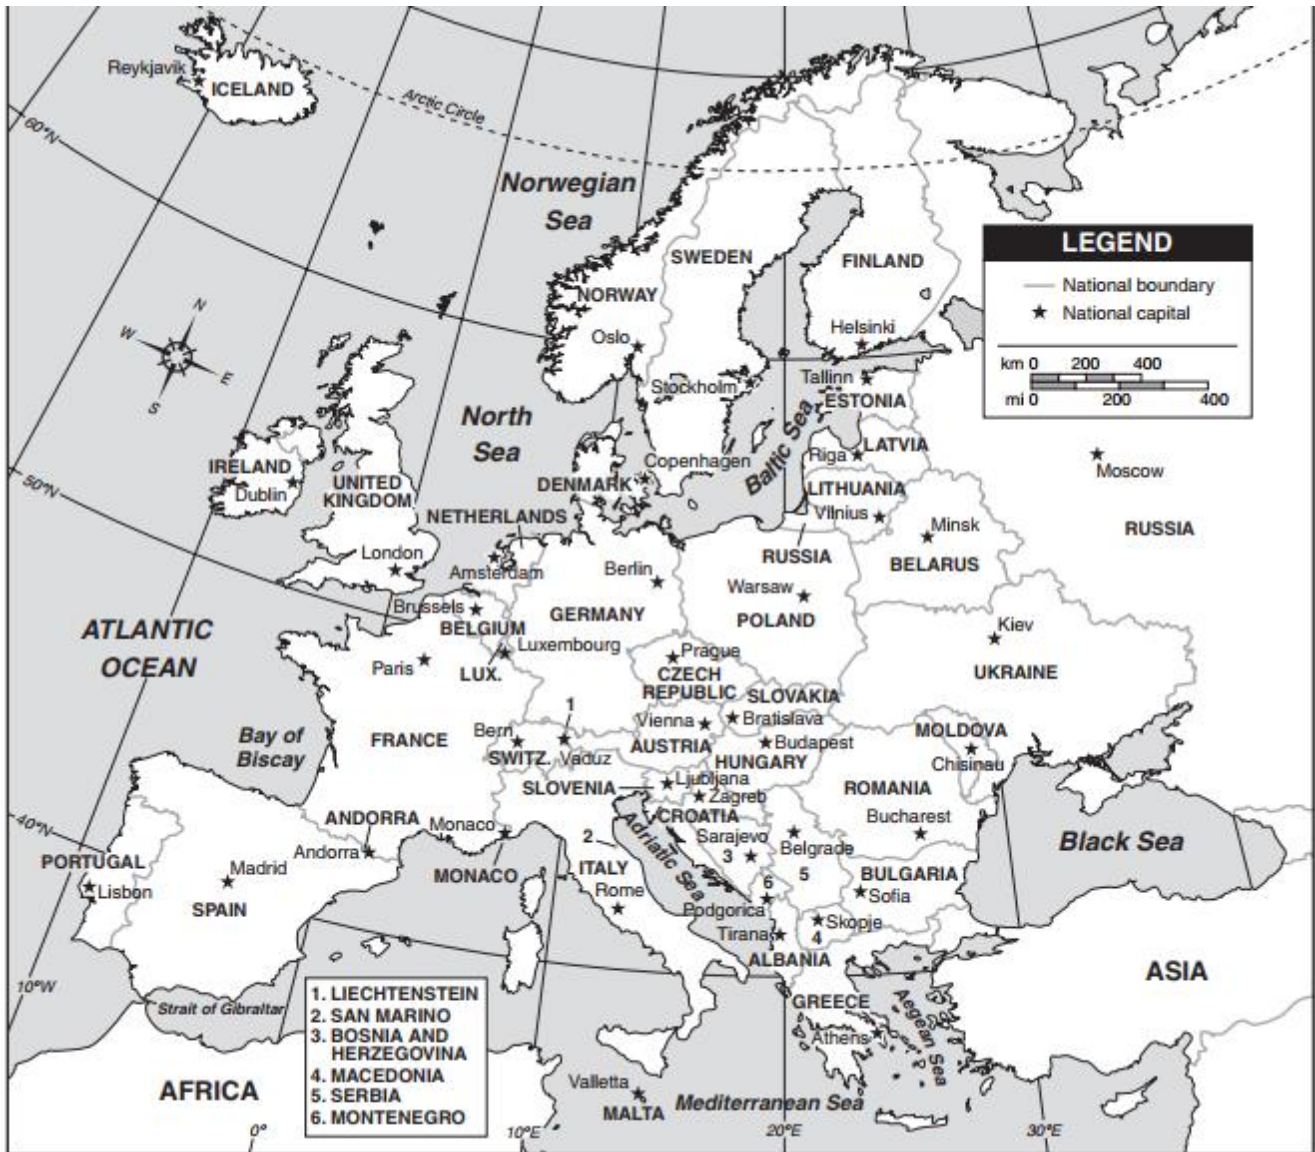 Reykjavik
ICELAND
Arctic Circle
60°N
Norwegian
Sea
N
W
E
S
SWEDEN
FINLAND
NORWAY
Oslo
Helsinki
Stockholm
Tallinn
ESTONIA
LEGEND
National boundary
National capital
km 0 200 400
mi 0 200 400
North
Sea
Baltic Sea
LATVIA
Riga
Copenhagen
DENMARK
LITHUANIA
Vilnius
Moscow
RUSSIA
IRELAND
Dublin
UNITED
KINGDOM
50°N
NETHERLANDS
Minsk
BELARUS
RUSSIA
London
Amsterdam
Berlin
Warsaw
POLAND
Brussels
BELGIUM
GERMANY
Kiev
UKRAINE
ATLANTIC
OCEAN
Paris
LUX.
Luxembourg
Prague
CZECH
REPUBLIC
SLOVAKIA
Bratislava
Vienna
AUSTRIA
1
Bay of
Biscay
FRANCE
Bern
SWITZ.
Vaduz
Budapest
HUNGARY
MOLDOVA
Chisinau
SLOVENIA
Ljubljana
Zagreb
CROATIA
ROMANIA
Bucharest
40°N
ANDORRA
Andorra
Monaco
MONACO
2
ITALY
Rome
Adriatic Sea
Sarajevo
3
Belgrade
5
Black Sea
PORTUGAL
Lisbon
Madrid
SPAIN
6
Podgorica
BULGARIA
Sofia
Skopje
4
Tirana
ALBANIA
ASIA
10°W
Strait of Gibraltar
GREECE
Athens
Aegean Sea
1. LIECHTENSTEIN
2. SAN MARINO
3. BOSNIA AND
HERZEGOVINA
4. MACEDONIA
5. SERBIA
6. MONTENEGRO
AFRICA
Valletta
MALTA
Mediterranean Sea
0°
10°E
20°E
30°E